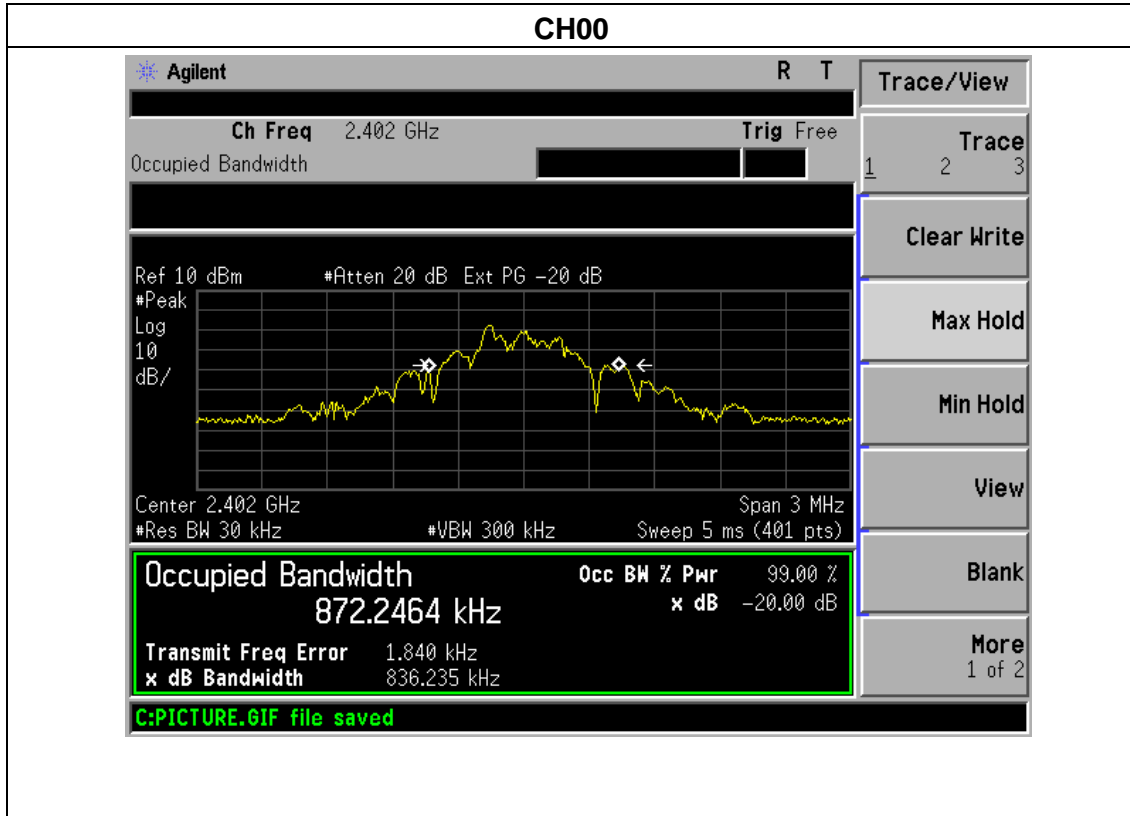 CH00
Agilent R T
Ch Freq 2.402 GHz Trig Free
Occupied Bandwidth
Ref 10 dBm #Atten 20 dB Ext PG -20 dB
#Peak
Log
10
dB/
Center 2.402 GHz Span 3 MHz
#Res BW 30 kHz #VBW 300 kHz Sweep 5 ms (401 pts)
Occupied Bandwidth Occ BW % Pwr 99.00 %
872.2464 kHz x dB -20.00 dB
Transmit Freq Error 1.840 kHz
x dB Bandwidth 836.235 kHz
C:PICTURE.GIF file saved
Trace/View
Trace
1 2 3
Clear Write
Max Hold
Min Hold
View
Blank
More
1 of 2